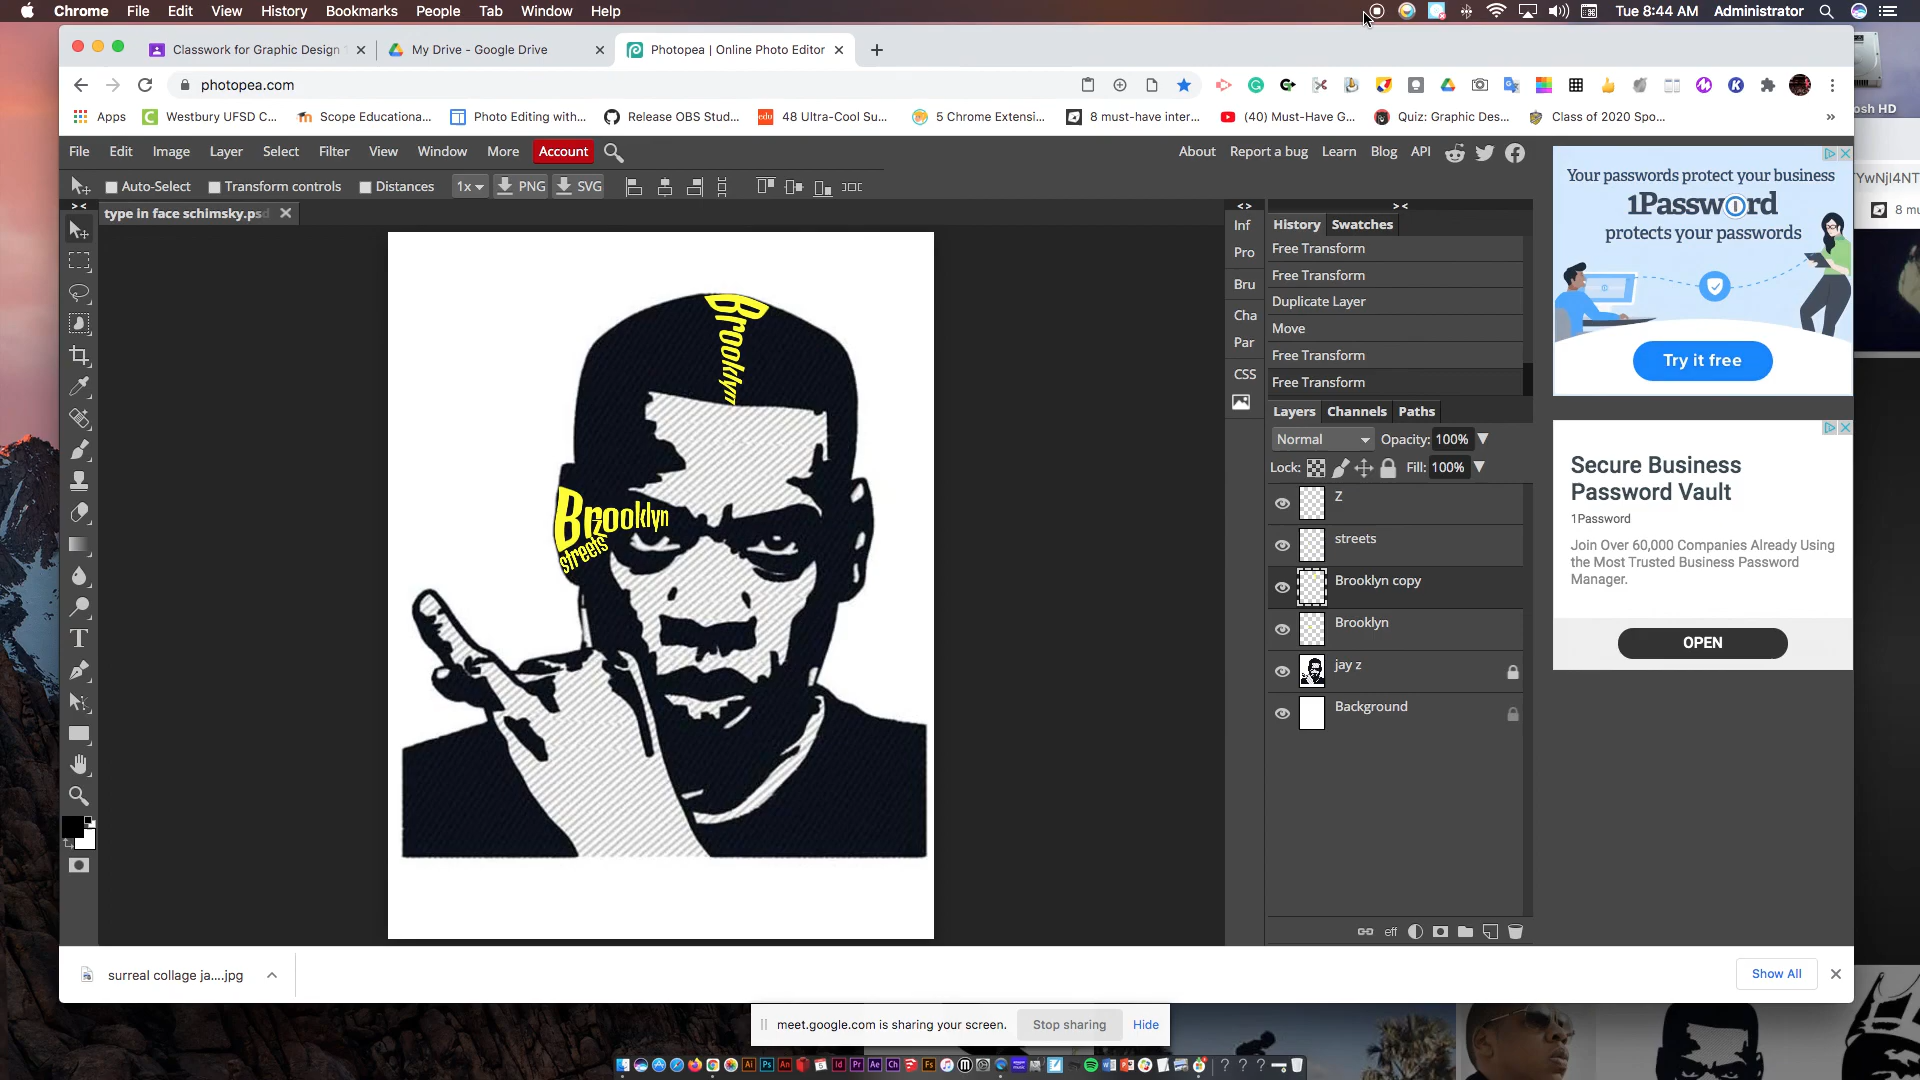 Chrome File Edit View History Bookmarks People Tab Window Help Tue 8:44 AM Administrator
Classwork for Graphic Design My Drive - Google Drive Photopea | Online Photo Editor
photopea.com
Apps Westbury UFSD C... Scope Educationa... Photo Editing with... Release OBS Stud... 48 Ultra-Cool Su... 5 Chrome Extensi... 8 must-have inter... (40) Must-Have G... Quiz: Graphic Des... Class of 2020 Spo... »
File Edit Image Layer Select Filter View Window More Account About Report a bug Learn Blog API
Auto-Select Transform controls Distances 1x PNG SVG
type in face schimsky.psd
Inf
Pro
Bru
Cha
Par
CSS
History Swatches
Free Transform
Free Transform
Duplicate Layer
Move
Free Transform
Free Transform
Layers Channels Paths
Normal Opacity: 100%
Lock: Fill: 100%
Z
streets
Brooklyn copy
Brooklyn
jay z
Background
eff
Brooklyn
Brooklyn
Z
streets
Your passwords protect your business
1Password
protects your passwords
Try it free
Secure Business
Password Vault
1Password
Join Over 60,000 Companies Already Using
the Most Trusted Business Password
Manager.
OPEN
osh HD
YwNjI4NT
8 mu
surreal collage ja....jpg
Show All
meet.google.com is sharing your screen. Stop sharing Hide